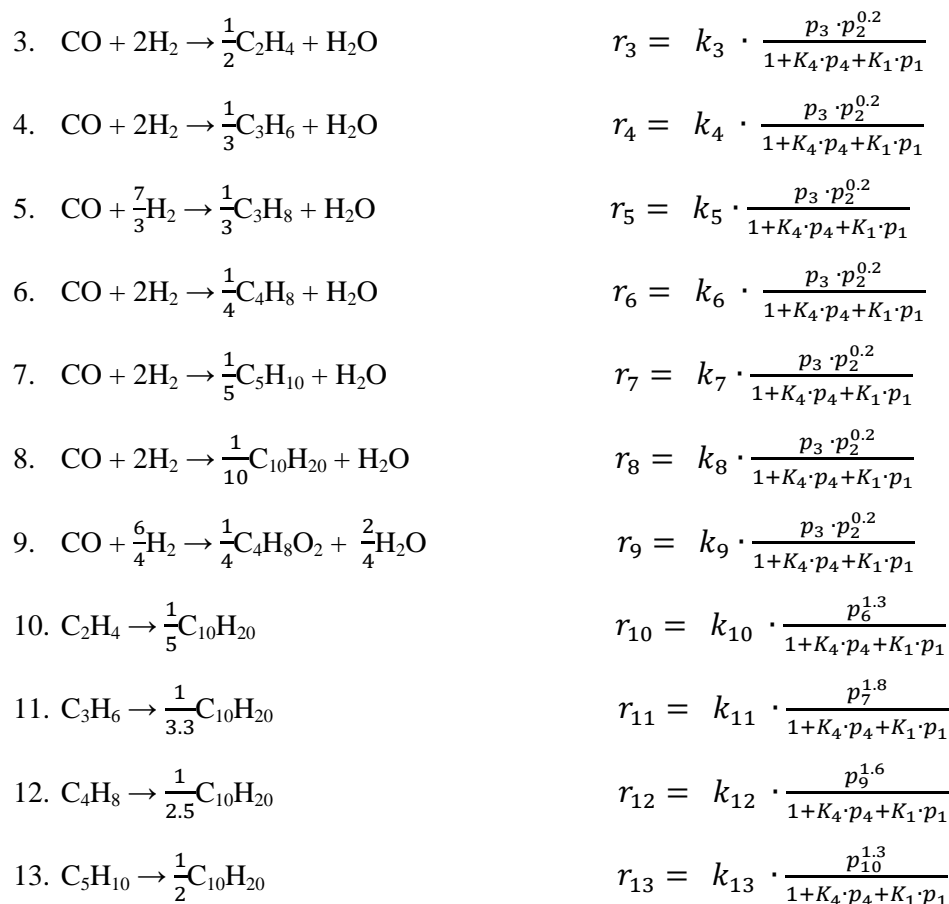 3. CO + 2H₂ → ½C₂H₄ + H₂O r₃ = k₃ · (p₃ · p₂^0.2)/(1+K₄·p₄+K₁·p₁)
4. CO + 2H₂ → ⅓C₃H₆ + H₂O r₄ = k₄ · (p₃ · p₂^0.2)/(1+K₄·p₄+K₁·p₁)
5. CO + 7/3H₂ → ⅓C₃H₈ + H₂O r₅ = k₅ · (p₃ · p₂^0.2)/(1+K₄·p₄+K₁·p₁)
6. CO + 2H₂ → ¼C₄H₈ + H₂O r₆ = k₆ · (p₃ · p₂^0.2)/(1+K₄·p₄+K₁·p₁)
7. CO + 2H₂ → ⅕C₅H₁₀ + H₂O r₇ = k₇ · (p₃ · p₂^0.2)/(1+K₄·p₄+K₁·p₁)
8. CO + 2H₂ → 1/10C₁₀H₂₀ + H₂O r₈ = k₈ · (p₃ · p₂^0.2)/(1+K₄·p₄+K₁·p₁)
9. CO + 6/4H₂ → ¼C₄H₈O₂ + 2/4H₂O r₉ = k₉ · (p₃ · p₂^0.2)/(1+K₄·p₄+K₁·p₁)
10. C₂H₄ → ⅕C₁₀H₂₀ r₁₀ = k₁₀ · p₆^1.3/(1+K₄·p₄+K₁·p₁)
11. C₃H₆ → 1/3.3C₁₀H₂₀ r₁₁ = k₁₁ · p₇^1.8/(1+K₄·p₄+K₁·p₁)
12. C₄H₈ → 1/2.5C₁₀H₂₀ r₁₂ = k₁₂ · p₉^1.6/(1+K₄·p₄+K₁·p₁)
13. C₅H₁₀ → ½C₁₀H₂₀ r₁₃ = k₁₃ · p₁₀^1.3/(1+K₄·p₄+K₁·p₁)